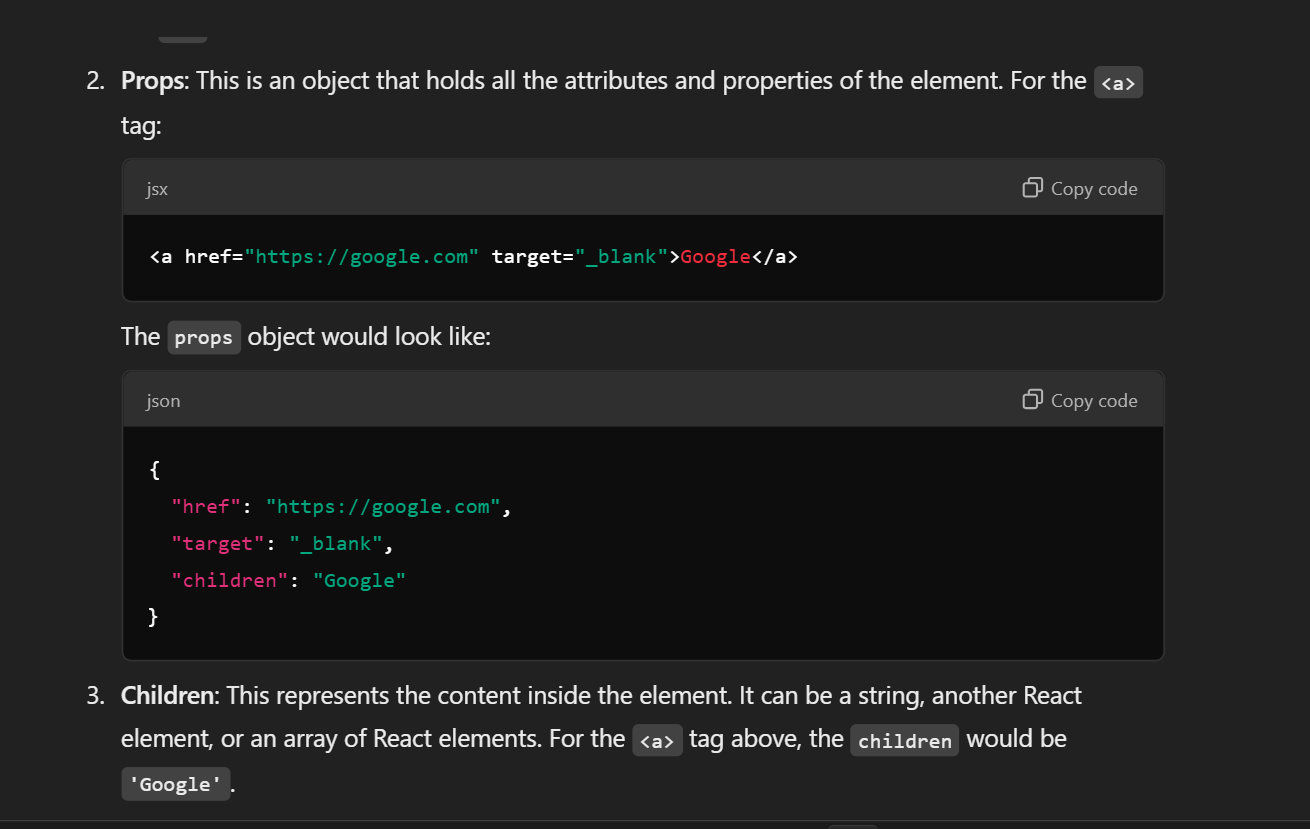 2. Props: This is an object that holds all the attributes and properties of the element. For the <a>
tag:
jsx Copy code
<a href="https://google.com" target="_blank">Google</a>
The props object would look like:
json Copy code
{
"href": "https://google.com",
"target": "_blank",
"children": "Google"
}
3. Children: This represents the content inside the element. It can be a string, another React
element, or an array of React elements. For the <a> tag above, the children would be
'Google'.